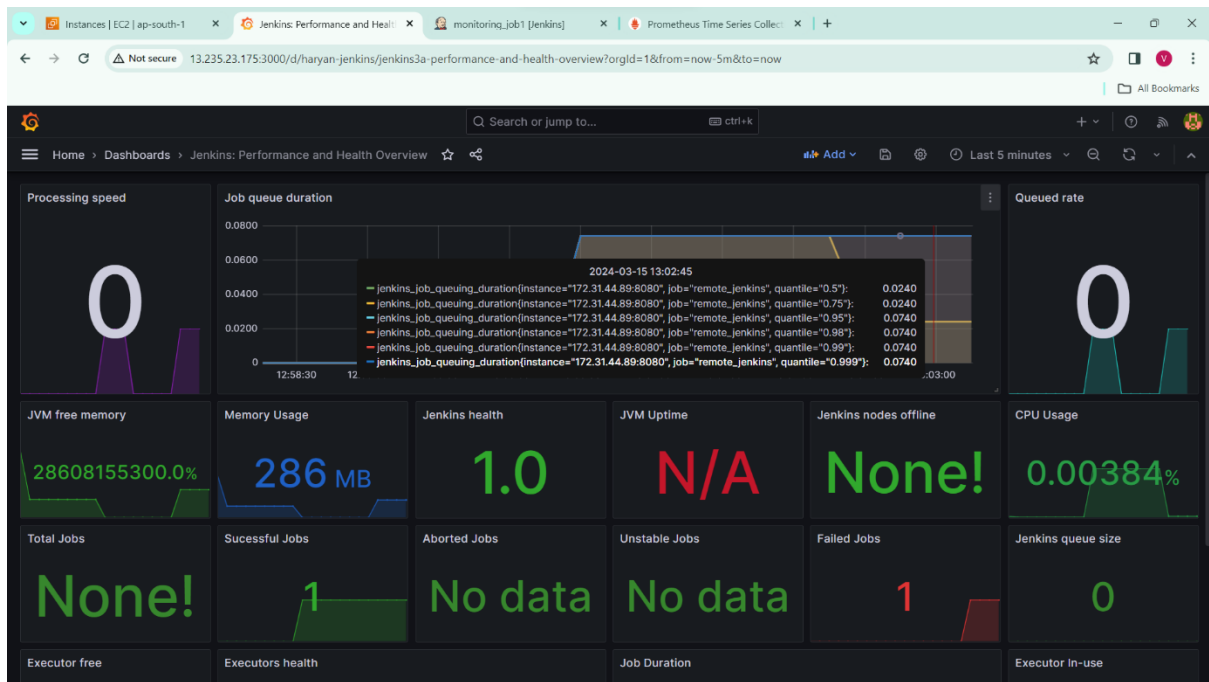 Instances | EC2 | ap-south-1
Jenkins: Performance and Healt
monitoring_job1 [Jenkins]
Prometheus Time Series Collect
Not secure 13.235.23.175:3000/d/haryan-jenkins/jenkins3a-performance-and-health-overview?orgId=1&from=now-5m&to=now
V
All Bookmarks
Search or jump to... ctrl+k
Home › Dashboards › Jenkins: Performance and Health Overview
Add
Last 5 minutes
Processing speed
0
Job queue duration
0.0800
0.0600
0.0400
0.0200
0
12:58:30
12
:03:00
2024-03-15 13:02:45
jenkins_job_queuing_duration{instance="172.31.44.89:8080", job="remote_jenkins", quantile="0.5"}: 0.0240
jenkins_job_queuing_duration{instance="172.31.44.89:8080", job="remote_jenkins", quantile="0.75"}: 0.0240
jenkins_job_queuing_duration{instance="172.31.44.89:8080", job="remote_jenkins", quantile="0.95"}: 0.0740
jenkins_job_queuing_duration{instance="172.31.44.89:8080", job="remote_jenkins", quantile="0.98"}: 0.0740
jenkins_job_queuing_duration{instance="172.31.44.89:8080", job="remote_jenkins", quantile="0.99"}: 0.0740
jenkins_job_queuing_duration{instance="172.31.44.89:8080", job="remote_jenkins", quantile="0.999"}: 0.0740
Queued rate
0
JVM free memory
28608155300.0%
Memory Usage
286 MB
Jenkins health
1.0
JVM Uptime
N/A
Jenkins nodes offline
None!
CPU Usage
0.00384%
Total Jobs
None!
Sucessful Jobs
1
Aborted Jobs
No data
Unstable Jobs
No data
Failed Jobs
1
Jenkins queue size
0
Executor free
Executors health
Job Duration
Executor In-use